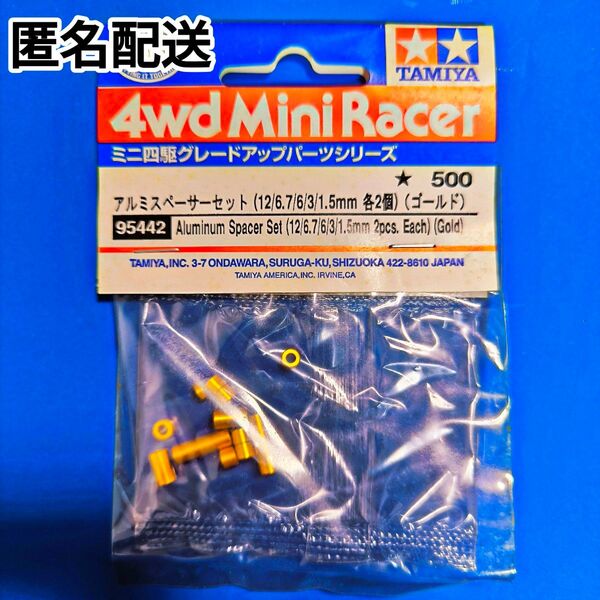 匿名配送
TAMIYA
4wd Mini Racer
ミニ四駆グレードアップパーツシリーズ
★ 500
アルミスペーサーセット (12/6.7/6/3/1.5mm 各2個) (ゴールド)
95442 Aluminum Spacer Set (12/6.7/6/3/1.5mm 2pcs. Each) (Gold)
TAMIYA,INC. 3-7 ONDAWARA,SURUGA-KU,SHIZUOKA 422-8610 JAPAN
TAMIYA AMERICA,INC. IRVINE,CA